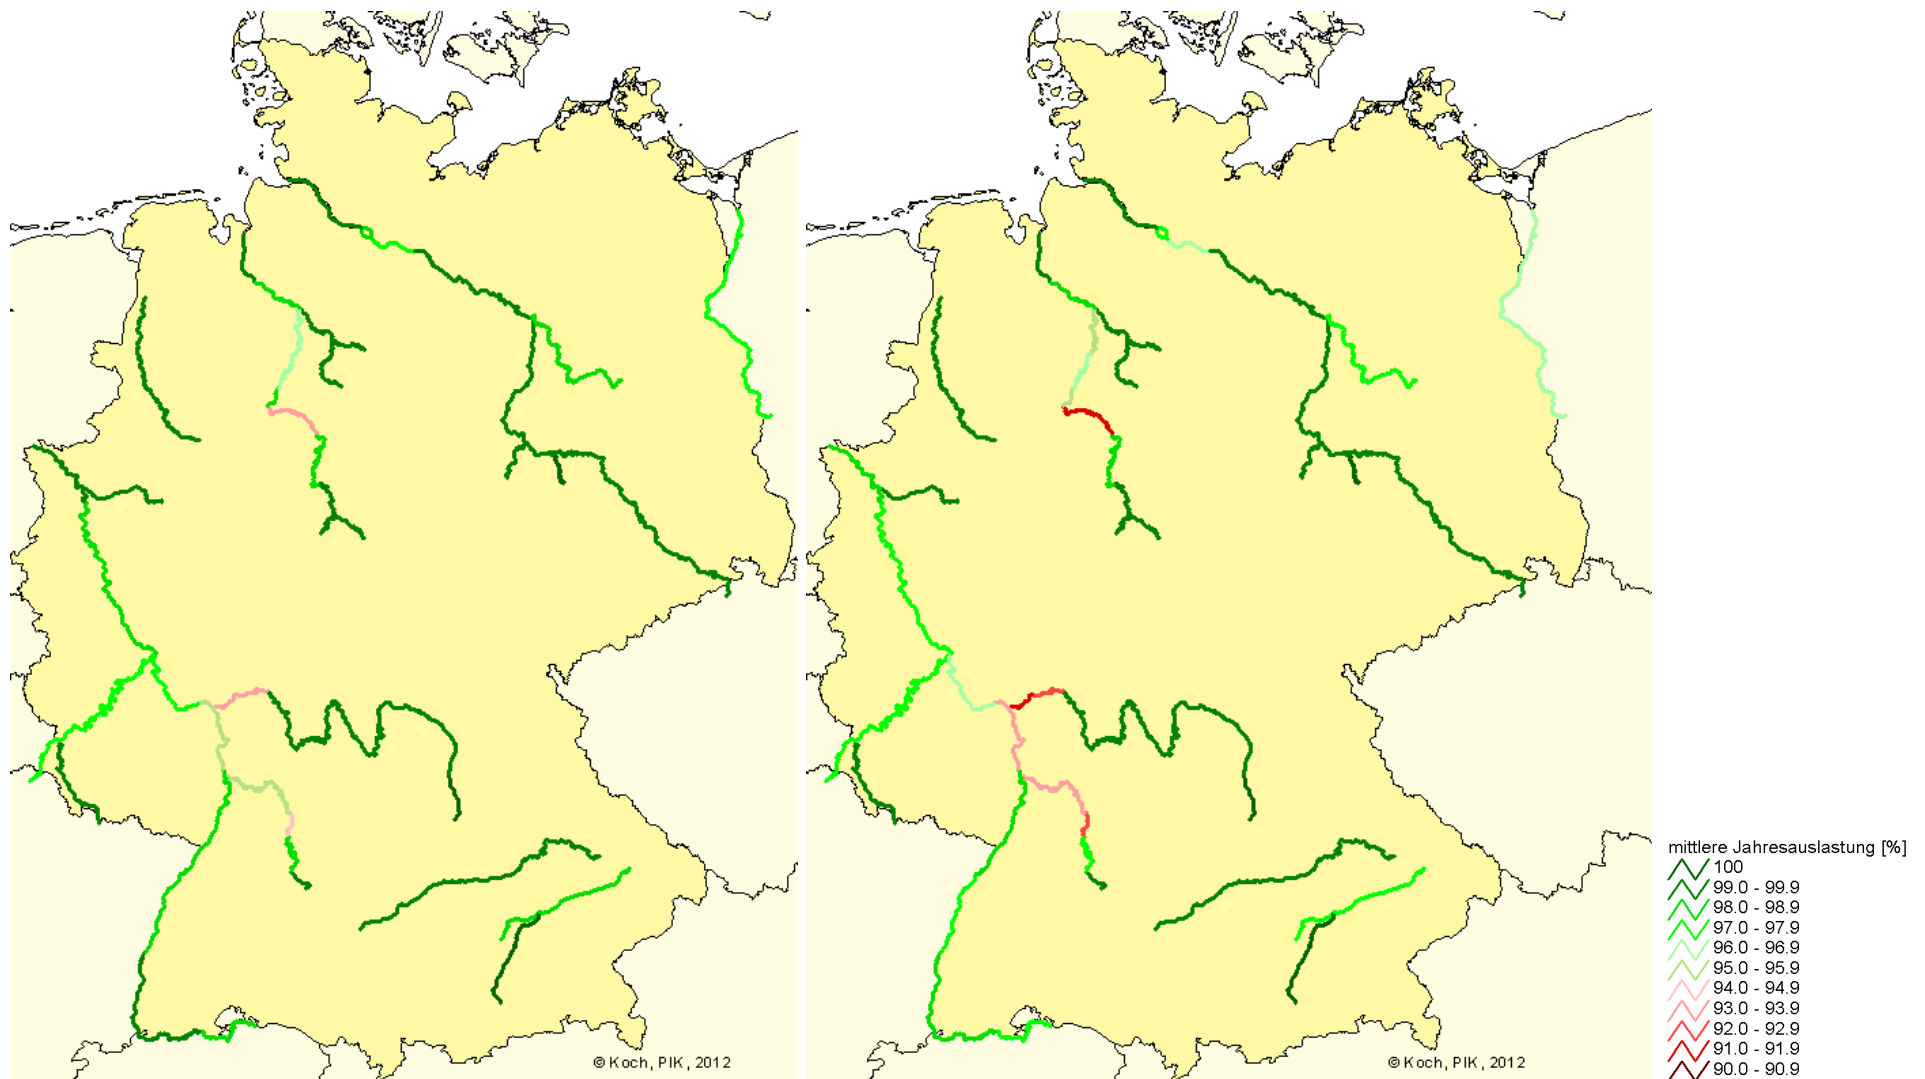 mittlere Jahresauslastung [%]
100
99.0 - 99.9
98.0 - 98.9
97.0 - 97.9
96.0 - 96.9
95.0 - 95.9
94.0 - 94.9
93.0 - 93.9
92.0 - 92.9
91.0 - 91.9
90.0 - 90.9
© Koch, PIK, 2012
© Koch, PIK, 2012